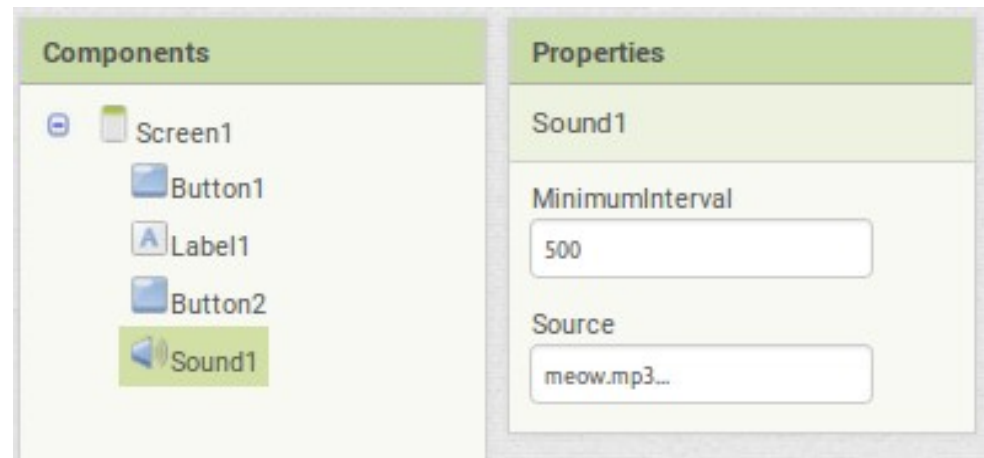 Components
Screen1
Button1
A Label1
Button2
Sound1
Properties
Sound1
MinimumInterval
500
Source
meow.mp3...